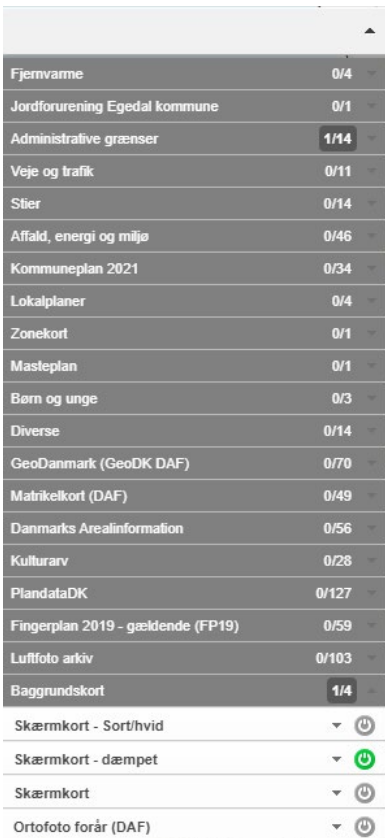 Fjernvarme 0/4
Jordforurening Egedal kommune 0/1
Administrative grænser 1/14
Veje og trafik 0/11
Stier 0/14
Affald, energi og miljø 0/46
Kommuneplan 2021 0/34
Lokalplaner 0/4
Zonekort 0/1
Masteplan 0/1
Børn og unge 0/3
Diverse 0/14
GeoDanmark (GeoDK DAF) 0/70
Matrikelkort (DAF) 0/49
Danmarks Arealinformation 0/56
Kulturarv 0/28
PlandataDK 0/127
Fingerplan 2019 - gældende (FP19) 0/59
Luftfoto arkiv 0/103
Baggrundskort 1/4
Skærmkort - Sort/hvid
Skærmkort - dæmpet
Skærmkort
Ortofoto forår (DAF)